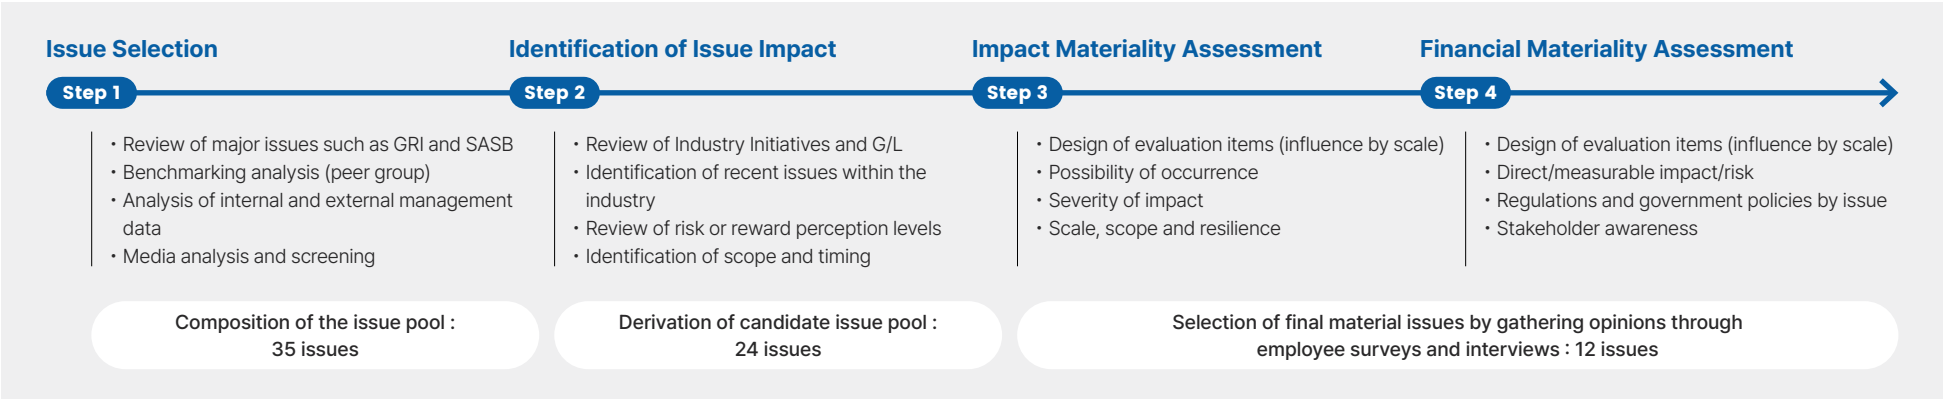 Issue Selection
Step 1
• Review of major issues such as GRI and SASB
• Benchmarking analysis (peer group)
• Analysis of internal and external management
data
• Media analysis and screening
Composition of the issue pool :
35 issues
Identification of Issue Impact
Step 2
• Review of Industry Initiatives and G/L
• Identification of recent issues within the
industry
• Review of risk or reward perception levels
• Identification of scope and timing
Derivation of candidate issue pool :
24 issues
Impact Materiality Assessment
Step 3
• Design of evaluation items (influence by scale)
• Possibility of occurrence
• Severity of impact
• Scale, scope and resilience
Financial Materiality Assessment
Step 4
• Design of evaluation items (influence by scale)
• Direct/measurable impact/risk
• Regulations and government policies by issue
• Stakeholder awareness
Selection of final material issues by gathering opinions through
employee surveys and interviews : 12 issues